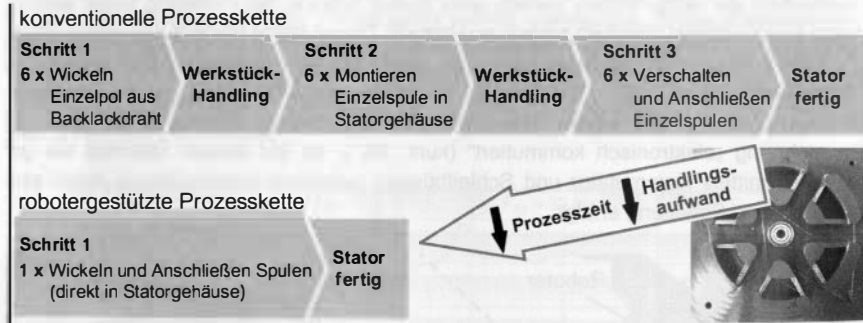 konventionelle Prozesskette
Schritt 1
6 x Wickeln
Einzelpol aus
Backlackdraht
Werkstück-
Handling
Schritt 2
6 x Montieren
Einzelspule in
Statorgehäuse
Werkstück-
Handling
Schritt 3
6 x Verschalten
und Anschließen
Einzelspulen
Stator
fertig
robotergestützte Prozesskette
Schritt 1
1 x Wickeln und Anschließen Spulen
(direkt in Statorgehäuse)
Stator
fertig
Prozesszeit
Handlings-
aufwand